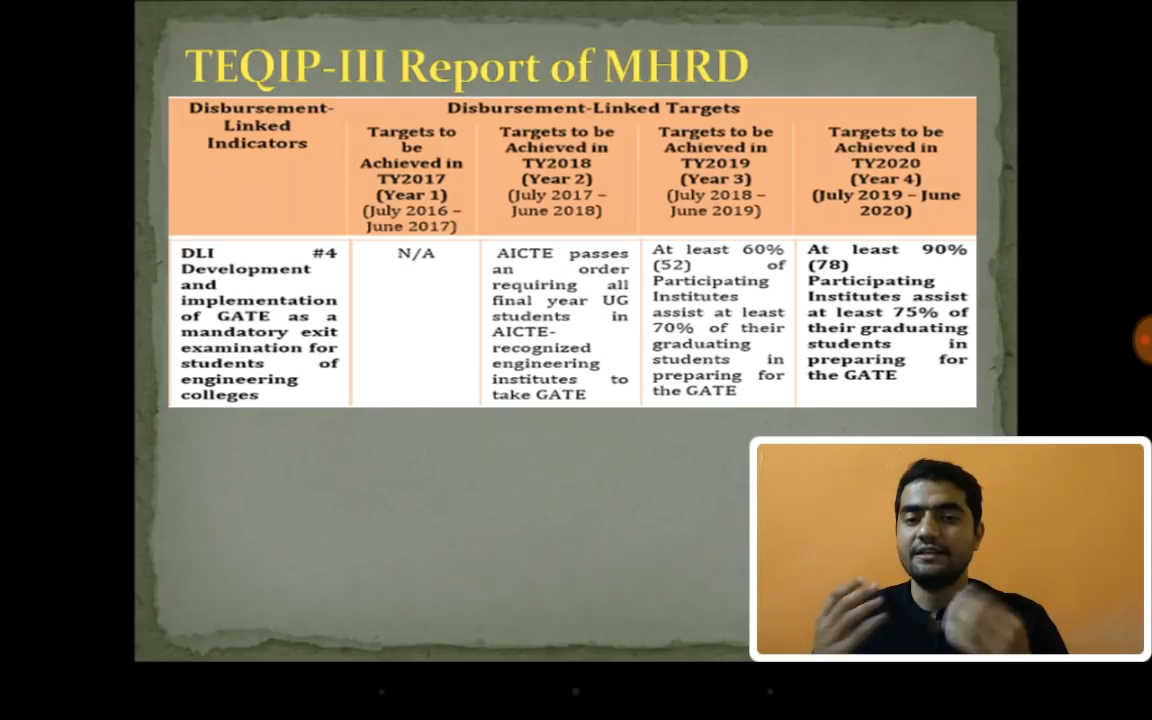 TEQIP-III Report of MHRD
Disbursement-
Linked
Indicators
Disbursement-Linked Targets
Targets to
be
Achieved in
TY2017
(Year 1)
(July 2016 –
June 2017)
Targets to be
Achieved in
TY2018
(Year 2)
(July 2017 –
June 2018)
Targets to be
Achieved in
TY2019
(Year 3)
(July 2018 –
June 2019)
Targets to be
Achieved in
TY2020
(Year 4)
(July 2019 – June
2020)
DLI #4
Development
and
implementation
of GATE as a
mandatory exit
examination for
students of
engineering
colleges
N/A
AICTE passes
an order
requiring all
final year UG
students in
AICTE-
recognized
engineering
institutes to
take GATE
At least 60%
(52) of
Participating
Institutes
assist at least
70% of their
graduating
students in
preparing for
the GATE
At least 90%
(78)
Participating
Institutes assist
at least 75% of
their graduating
students in
preparing for
the GATE